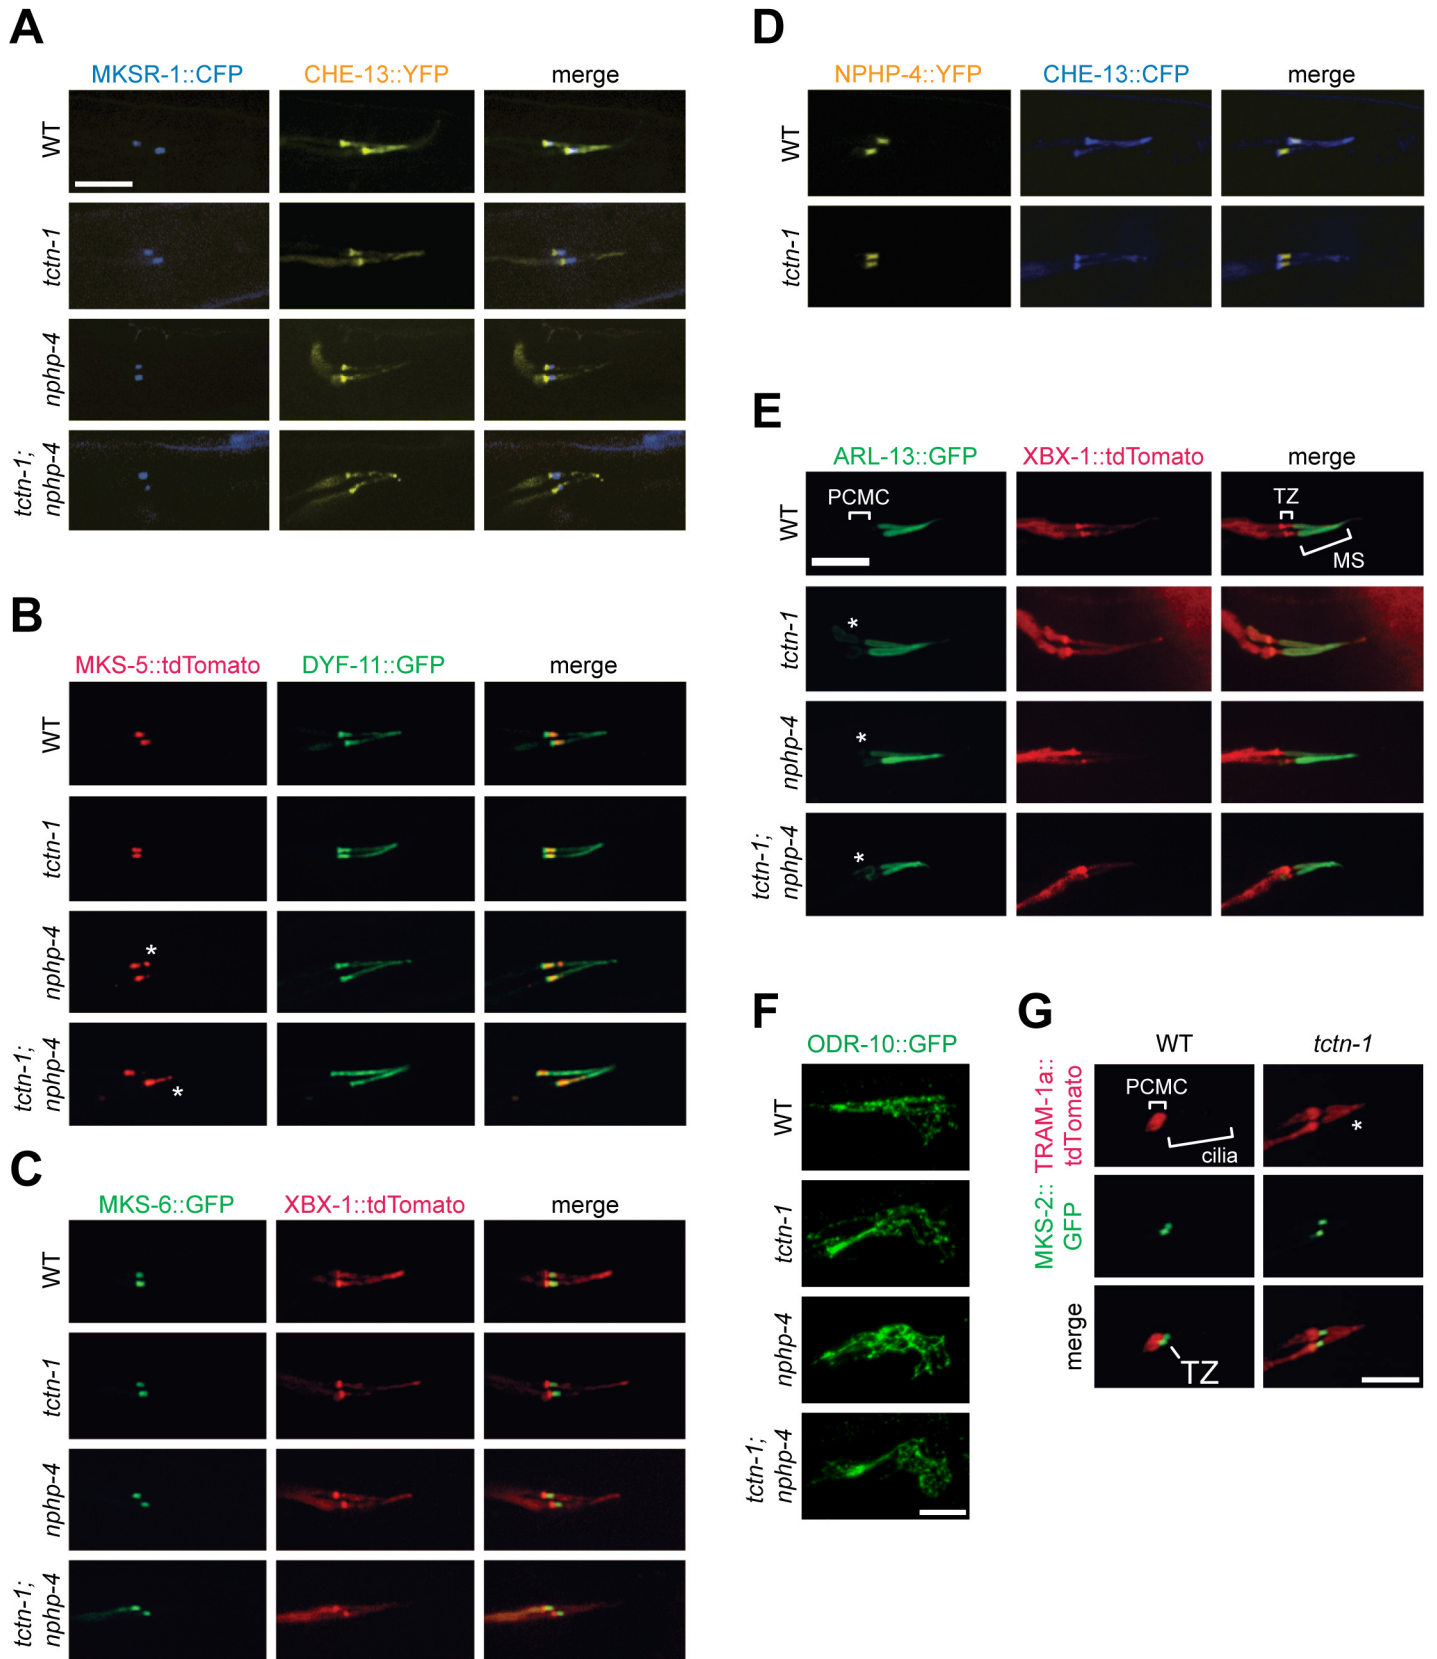 A
MKSR-1::CFP CHE-13::YFP merge
WT
tctn-1
nphp-4
tctn-1;
nphp-4
B
MKS-5::tdTomato DYF-11::GFP merge
WT
tctn-1
nphp-4
*
tctn-1;
nphp-4
*
C
MKS-6::GFP XBX-1::tdTomato merge
WT
tctn-1
nphp-4
tctn-1;
nphp-4
D
NPHP-4::YFP CHE-13::CFP merge
WT
tctn-1
E
ARL-13::GFP XBX-1::tdTomato merge
WT
PCMC
TZ
MS
tctn-1
*
nphp-4
*
tctn-1;
nphp-4
*
F
ODR-10::GFP
WT
tctn-1
nphp-4
tctn-1;
nphp-4
G
WT tctn-1
TRAM-1a::
tdTomato
PCMC
cilia
*
MKS-2::
GFP
merge
TZ